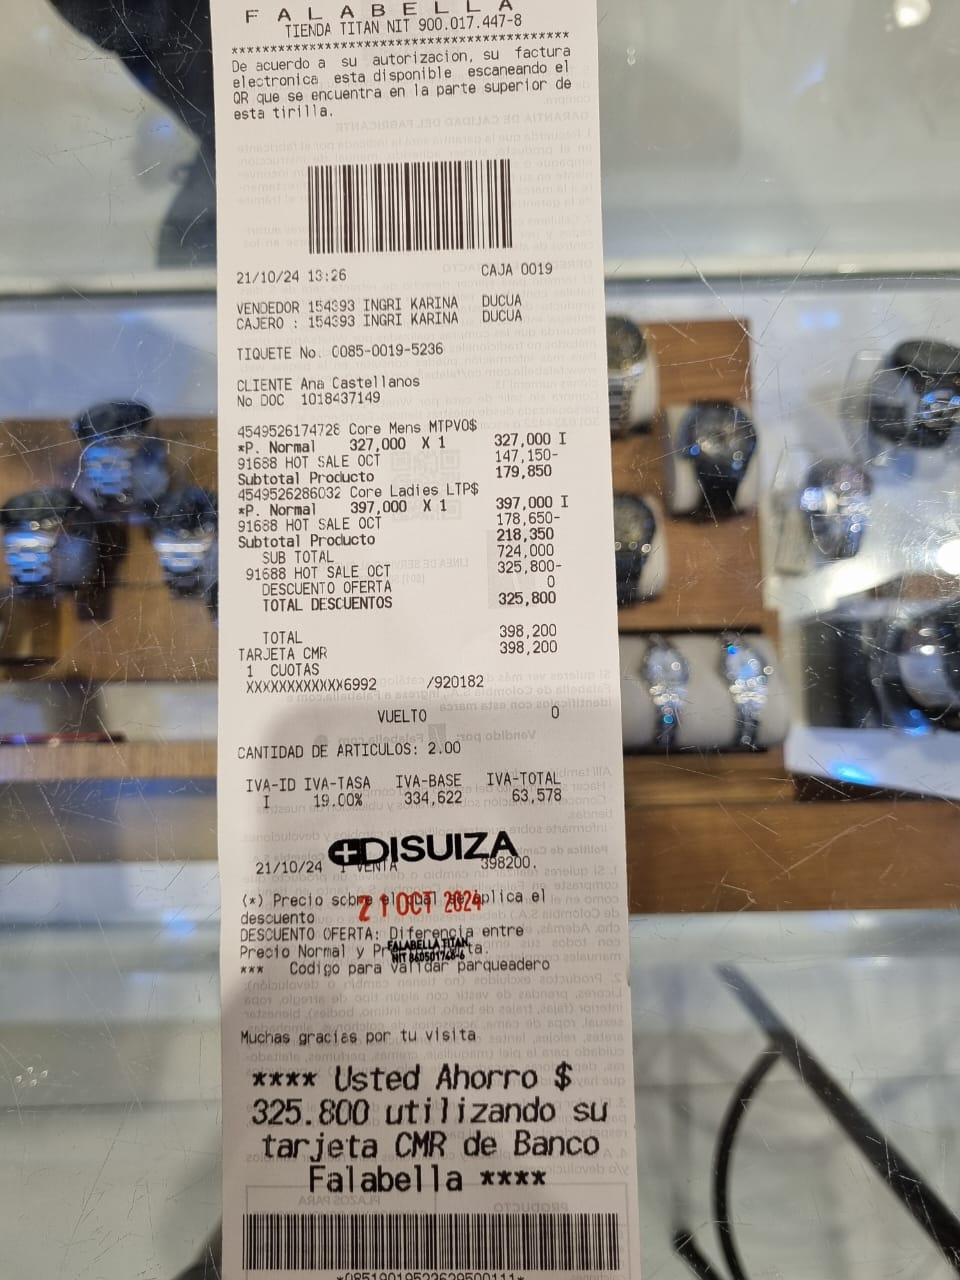 FALABELLA
TIENDA TITAN NIT 900.017.447-8
******************************************
De acuerdo a su autorizacion, su factura
electronica esta disponible escaneando el
QR que se encuentra en la parte superior de
esta tirilla.
21/10/24 13:26 CAJA 0019
VENDEDOR 154393 INGRI KARINA DUCUA
CAJERO : 154393 INGRI KARINA DUCUA
TIQUETE No. 0085-0019-5236
CLIENTE Ana Castellanos
No DOC 1018437149
4549526174728 Core Mens MTPVO$
*P. Normal 327,000 X 1 327,000 I
91688 HOT SALE OCT 147,150-
Subtotal Producto 179,850
4549526286032 Core Ladies LTP$
*P. Normal 397,000 X 1 397,000 I
91688 HOT SALE OCT 178,650-
Subtotal Producto 218,350
SUB TOTAL 724,000
91688 HOT SALE OCT 325,800-
DESCUENTO OFERTA 0
TOTAL DESCUENTOS 325,800
TOTAL 398,200
TARJETA CMR 398,200
1 CUOTAS
XXXXXXXXXXXX6992 /920182
VUELTO 0
CANTIDAD DE ARTICULOS: 2.00
IVA-ID IVA-TASA IVA-BASE IVA-TOTAL
I 19.00% 334,622 63,578
DISUIZA
21/10/24 1 VENTA 398200.
(*) Precio sobre el cual se aplica el
21 OCT 2024
descuento
DESCUENTO OFERTA: Diferencia entre
Precio Normal y
FALABELLA TITAN
NIT 860501748-6
*** Codigo para validar parqueadero
Muchas gracias por tu visita
**** Usted Ahorro $
325.800 utilizando su
tarjeta CMR de Banco
Falabella ****